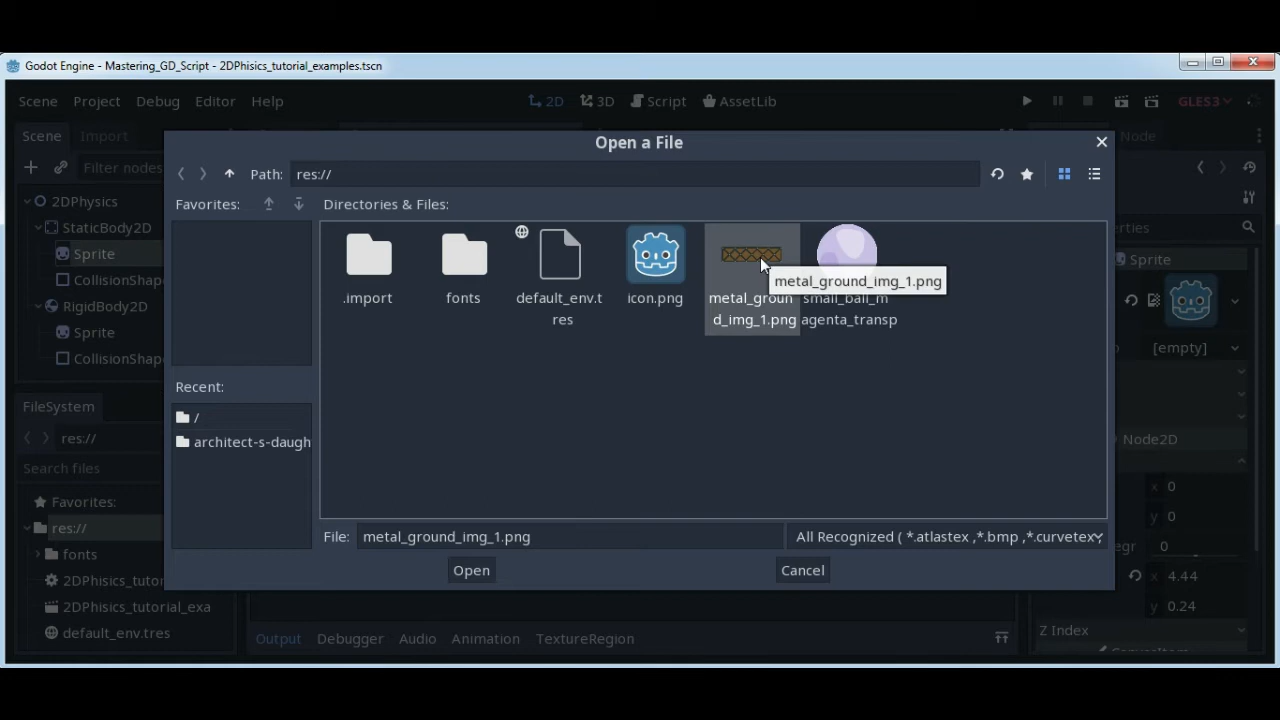 Godot Engine - Mastering_GD_Script - 2DPhisics_tutorial_examples.tscn
Scene Project Debug Editor Help
2D 3D Script AssetLib
GLES3
Scene Import
Node
Open a File
Filter nodes
Path: res://
Favorites:
Directories & Files:
2DPhysics
StaticBody2D
Sprite
CollisionShap
RigidBody2D
Sprite
CollisionShap
.import
fonts
default_env.t
res
icon.png
metal_groun
d_img_1.png
small_ball_m
agenta_transp
metal_ground_img_1.png
erties
Sprite
[empty]
Recent:
/
architect-s-daugh
FileSystem
res://
Search files
Favorites:
res://
fonts
2DPhisics_tutor
2DPhisics_tutorial_exa
default_env.tres
Node2D
x 0
y 0
egr 0
x 4.44
y 0.24
Z Index
File: metal_ground_img_1.png
All Recognized ( *.atlastex ,*.bmp ,*.curvetex
Open
Cancel
Output Debugger Audio Animation TextureRegion